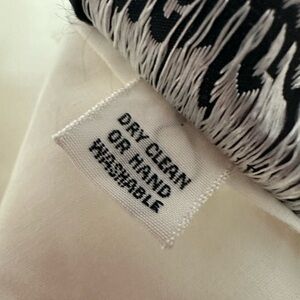 DRY CLEAN
OR HAND
WASHABLE